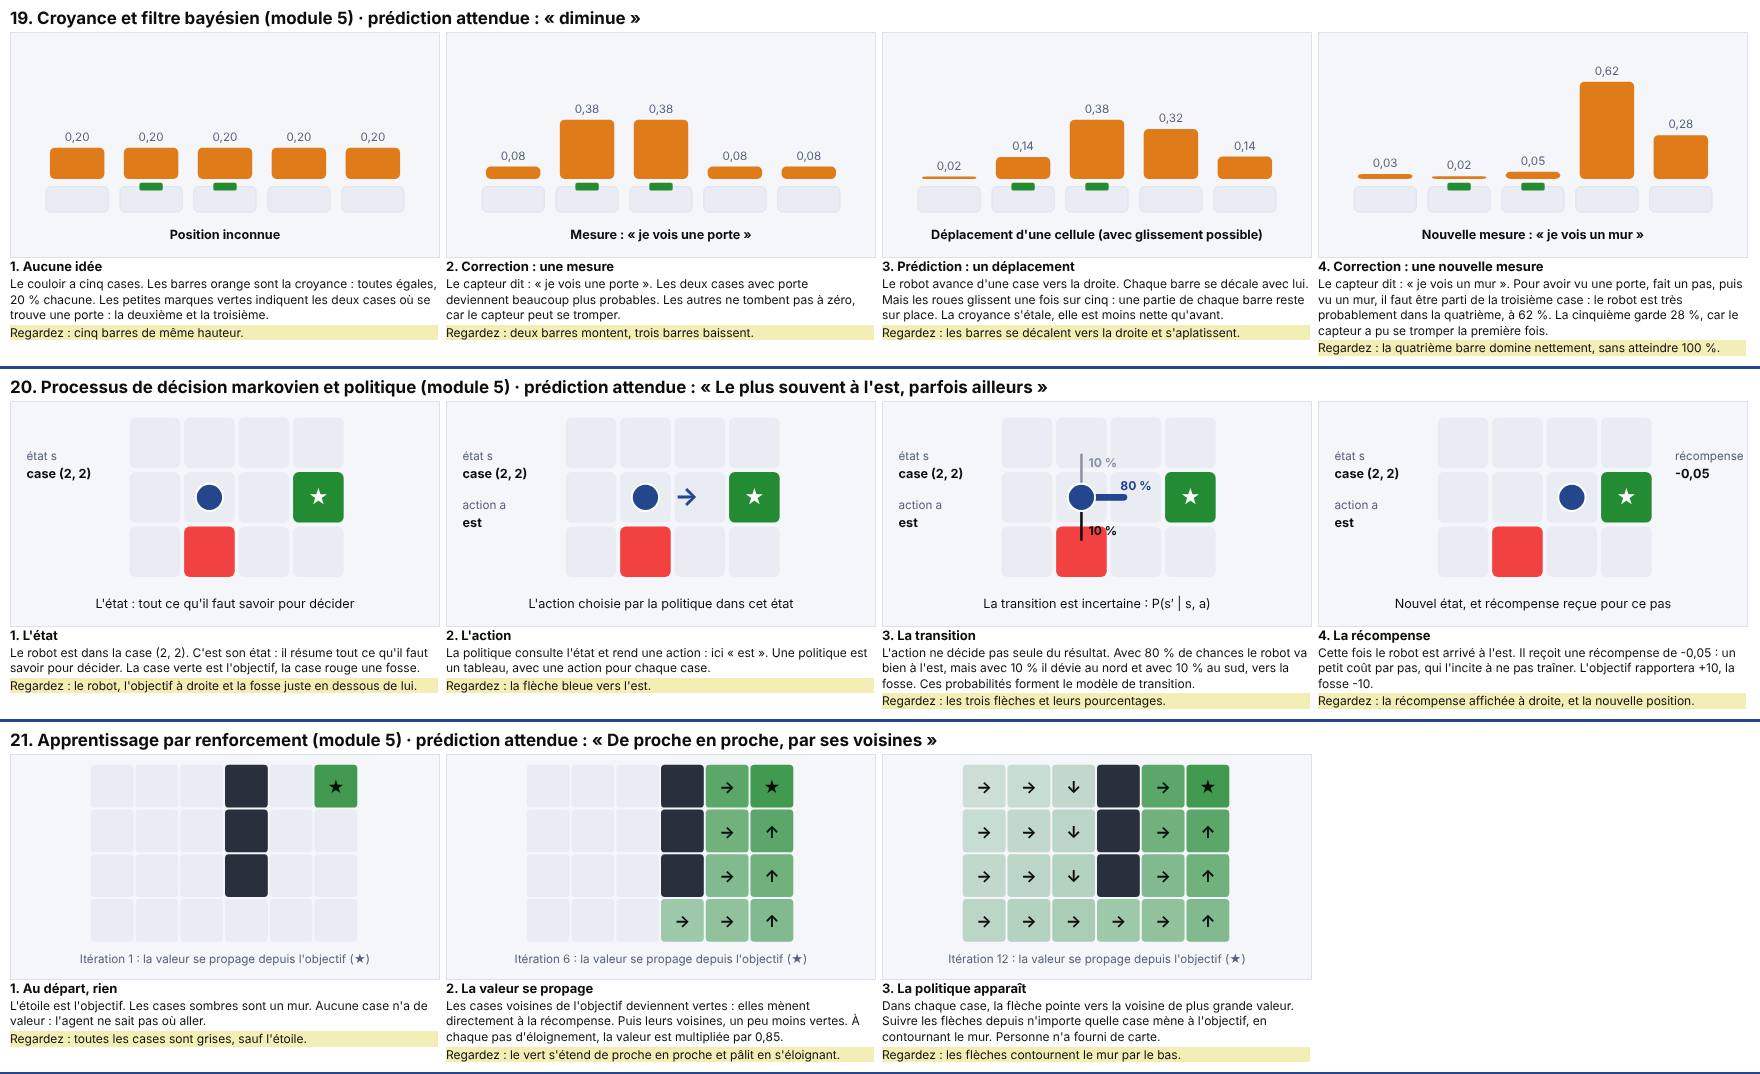 19. Croyance et filtre bayésien (module 5) · prédiction attendue : « diminue »
0,20 0,20 0,20 0,20 0,20
Position inconnue
1. Aucune idée
Le couloir a cinq cases. Les barres orange sont la croyance : toutes égales,
20 % chacune. Les petites marques vertes indiquent les deux cases où se
trouve une porte : la deuxième et la troisième.
Regardez : cinq barres de même hauteur.
0,08 0,38 0,38 0,08 0,08
Mesure : « je vois une porte »
2. Correction : une mesure
Le capteur dit : « je vois une porte ». Les deux cases avec porte
deviennent beaucoup plus probables. Les autres ne tombent pas à zéro,
car le capteur peut se tromper.
Regardez : deux barres montent, trois barres baissent.
0,02 0,14 0,38 0,32 0,14
Déplacement d'une cellule (avec glissement possible)
3. Prédiction : un déplacement
Le robot avance d'une case vers la droite. Chaque barre se décale avec lui.
Mais les roues glissent une fois sur cinq : une partie de chaque barre reste
sur place. La croyance s'étale, elle est moins nette qu'avant.
Regardez : les barres se décalent vers la droite et s'aplatissent.
0,03 0,02 0,05 0,62 0,28
Nouvelle mesure : « je vois un mur »
4. Correction : une nouvelle mesure
Le capteur dit : « je vois un mur ». Pour avoir vu une porte, fait un pas, puis
vu un mur, il faut être parti de la troisième case : le robot est très
probablement dans la quatrième, à 62 %. La cinquième garde 28 %, car le
capteur a pu se tromper la première fois.
Regardez : la quatrième barre domine nettement, sans atteindre 100 %.
20. Processus de décision markovien et politique (module 5) · prédiction attendue : « Le plus souvent à l'est, parfois ailleurs »
état s
case (2, 2)
★
L'état : tout ce qu'il faut savoir pour décider
1. L'état
Le robot est dans la case (2, 2). C'est son état : il résume tout ce qu'il faut
savoir pour décider. La case verte est l'objectif, la case rouge une fosse.
Regardez : le robot, l'objectif à droite et la fosse juste en dessous de lui.
état s
case (2, 2)
action a
est
→ ★
L'action choisie par la politique dans cet état
2. L'action
La politique consulte l'état et rend une action : ici « est ». Une politique est
un tableau, avec une action pour chaque case.
Regardez : la flèche bleue vers l'est.
état s
case (2, 2)
action a
est
10 %
80 %
★
10 %
La transition est incertaine : P(s′ | s, a)
3. La transition
L'action ne décide pas seule du résultat. Avec 80 % de chances le robot va
bien à l'est, mais avec 10 % il dévie au nord et avec 10 % au sud, vers la
fosse. Ces probabilités forment le modèle de transition.
Regardez : les trois flèches et leurs pourcentages.
état s
case (2, 2)
action a
est
★
récompense
-0,05
Nouvel état, et récompense reçue pour ce pas
4. La récompense
Cette fois le robot est arrivé à l'est. Il reçoit une récompense de -0,05 : un
petit coût par pas, qui l'incite à ne pas traîner. L'objectif rapportera +10, la
fosse -10.
Regardez : la récompense affichée à droite, et la nouvelle position.
21. Apprentissage par renforcement (module 5) · prédiction attendue : « De proche en proche, par ses voisines »
★
Itération 1 : la valeur se propage depuis l'objectif (★)
1. Au départ, rien
L'étoile est l'objectif. Les cases sombres sont un mur. Aucune case n'a de
valeur : l'agent ne sait pas où aller.
Regardez : toutes les cases sont grises, sauf l'étoile.
→ ★
→ ↑
→ ↑
→ → ↑
Itération 6 : la valeur se propage depuis l'objectif (★)
2. La valeur se propage
Les cases voisines de l'objectif deviennent vertes : elles mènent
directement à la récompense. Puis leurs voisines, un peu moins vertes. À
chaque pas d'éloignement, la valeur est multipliée par 0,85.
Regardez : le vert s'étend de proche en proche et pâlit en s'éloignant.
→ → ↓ → ★
→ → ↓ → ↑
→ → ↓ → ↑
→ → → → → ↑
Itération 12 : la valeur se propage depuis l'objectif (★)
3. La politique apparaît
Dans chaque case, la flèche pointe vers la voisine de plus grande valeur.
Suivre les flèches depuis n'importe quelle case mène à l'objectif, en
contournant le mur. Personne n'a fourni de carte.
Regardez : les flèches contournent le mur par le bas.